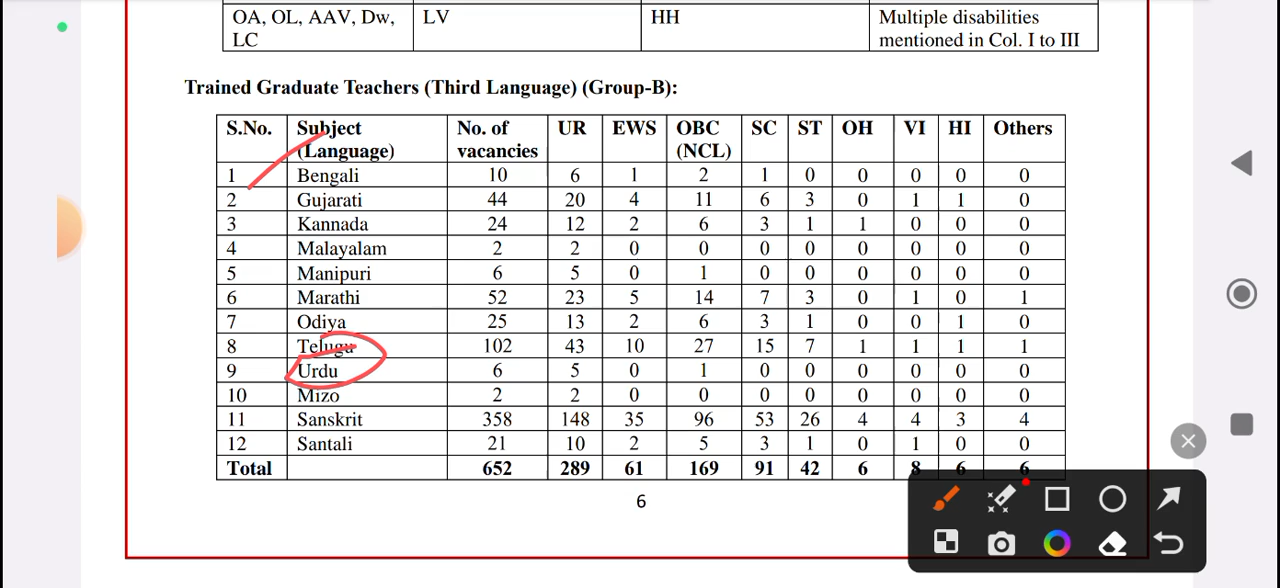 OA, OL, AAV, Dw, LV HH Multiple disabilities
LC mentioned in Col. I to III
Trained Graduate Teachers (Third Language) (Group-B):
S.No. Subject No. of UR EWS OBC SC ST OH VI HI Others
(Language) vacancies (NCL)
1 Bengali 10 6 1 2 1 0 0 0 0 0
2 Gujarati 44 20 4 11 6 3 0 1 1 0
3 Kannada 24 12 2 6 3 1 1 0 0 0
4 Malayalam 2 2 0 0 0 0 0 0 0 0
5 Manipuri 6 5 0 1 0 0 0 0 0 0
6 Marathi 52 23 5 14 7 3 0 1 0 1
7 Odiya 25 13 2 6 3 1 0 0 1 0
8 Telugu 102 43 10 27 15 7 1 1 1 1
9 Urdu 6 5 0 1 0 0 0 0 0 0
10 Mizo 2 2 0 0 0 0 0 0 0 0
11 Sanskrit 358 148 35 96 53 26 4 4 3 4
12 Santali 21 10 2 5 3 1 0 1 0 0
Total 652 289 61 169 91 42 6 8 6 6
6